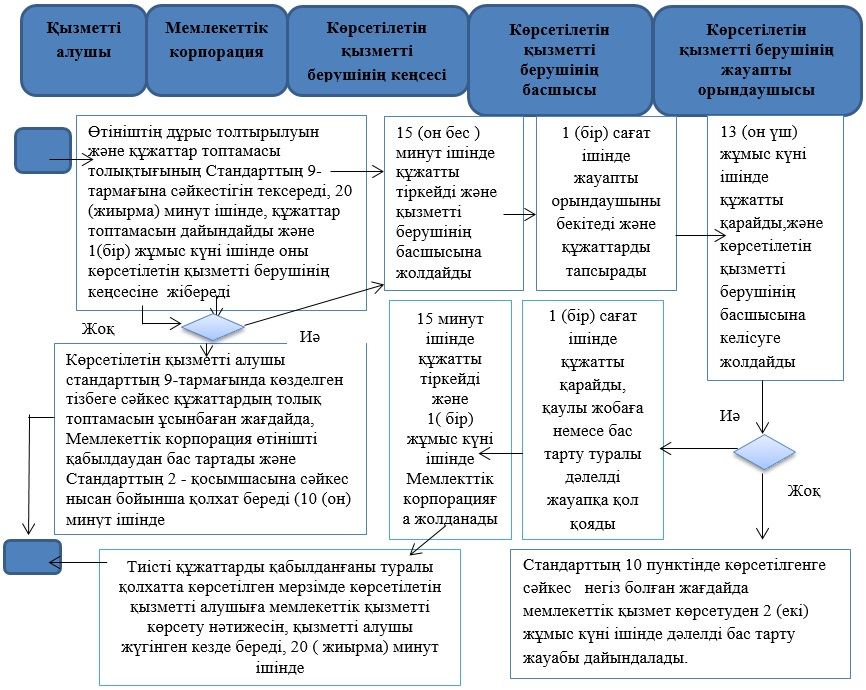 Қызметті
алушы
Мемлекеттік
корпорация
Көрсетілетін
қызметті
берушінің кеңсесі
Көрсетілетін
қызметті
берушінің
басшысы
Көрсетілетін
қызметті берушінің
жауапты
орындаушысы
Өтініштің дұрыс толтырылуын
және құжаттар топтамасы
толықтығының Стандарттың 9-
тармағына сәйкестігін тексереді, 20
(жиырма) минут ішінде, құжаттар
топтамасын дайындайды және
1(бір) жұмыс күні ішінде оны
көрсетілетін қызметті берушінің
кеңсесіне жібереді
15 (он бес )
минут ішінде
құжатты
тіркейді және
қызметті
берушінің
басшысына
жолдайды
1 (бір) сағат
ішінде
жауапты
орындаушыны
бекітеді және
құжаттарды
тапсырады
13 (он үш)
жұмыс күні
ішінде
құжатты
қарайды,және
көрсетілетін
қызметті
берушінің
басшысына
келісуге
жолдайды
Жоқ
Иә
Көрсетілетін қызметті алушы
стандарттың 9-тармағында көзделген
тізбеге сәйкес құжаттардың толық
топтамасын ұсынбаған жағдайда,
Мемлекеттік корпорация өтінішті
қабылдаудан бас тартады және
Стандарттың 2 - қосымшасына сәйкес
нысан бойынша қолхат береді (10 (он)
минут ішінде
15 минут
ішінде
құжатты
тіркейді
және
1( бір)
жұмыс күні
ішінде
Мемлекттік
корпорацияғ
а жолданады
1 (бір) сағат
ішінде
құжатты
қарайды,
қаулы жобаға
немесе бас
тарту туралы
дәлелді
жауапқа қол
қояды
Иә
Жоқ
Тиісті құжаттарды қабылданғаны туралы
қолхатта көрсетілген мерзімде көрсетілетін
қызметті алушыға мемлекеттік қызметті
көрсету нәтижесін, қызметті алушы
жүгінген кезде береді, 20 ( жиырма) минут
ішінде
Стандарттың 10 пунктінде көрсетілгенге
сәйкес негіз болған жағдайда
мемлекеттік қызмет көрсетуден 2 (екі)
жұмыс күні ішінде дәлелді бас тарту
жауабы дайындалады.